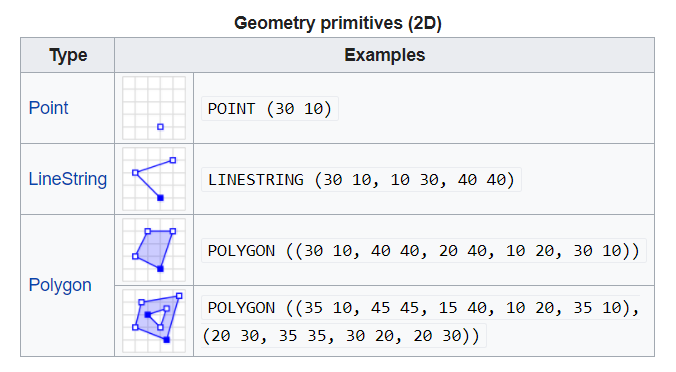 Geometry primitives (2D)
Type Examples
Point POINT (30 10)
LineString LINESTRING (30 10, 10 30, 40 40)
Polygon POLYGON ((30 10, 40 40, 20 40, 10 20, 30 10))
POLYGON ((35 10, 45 45, 15 40, 10 20, 35 10),
(20 30, 35 35, 30 20, 20 30))